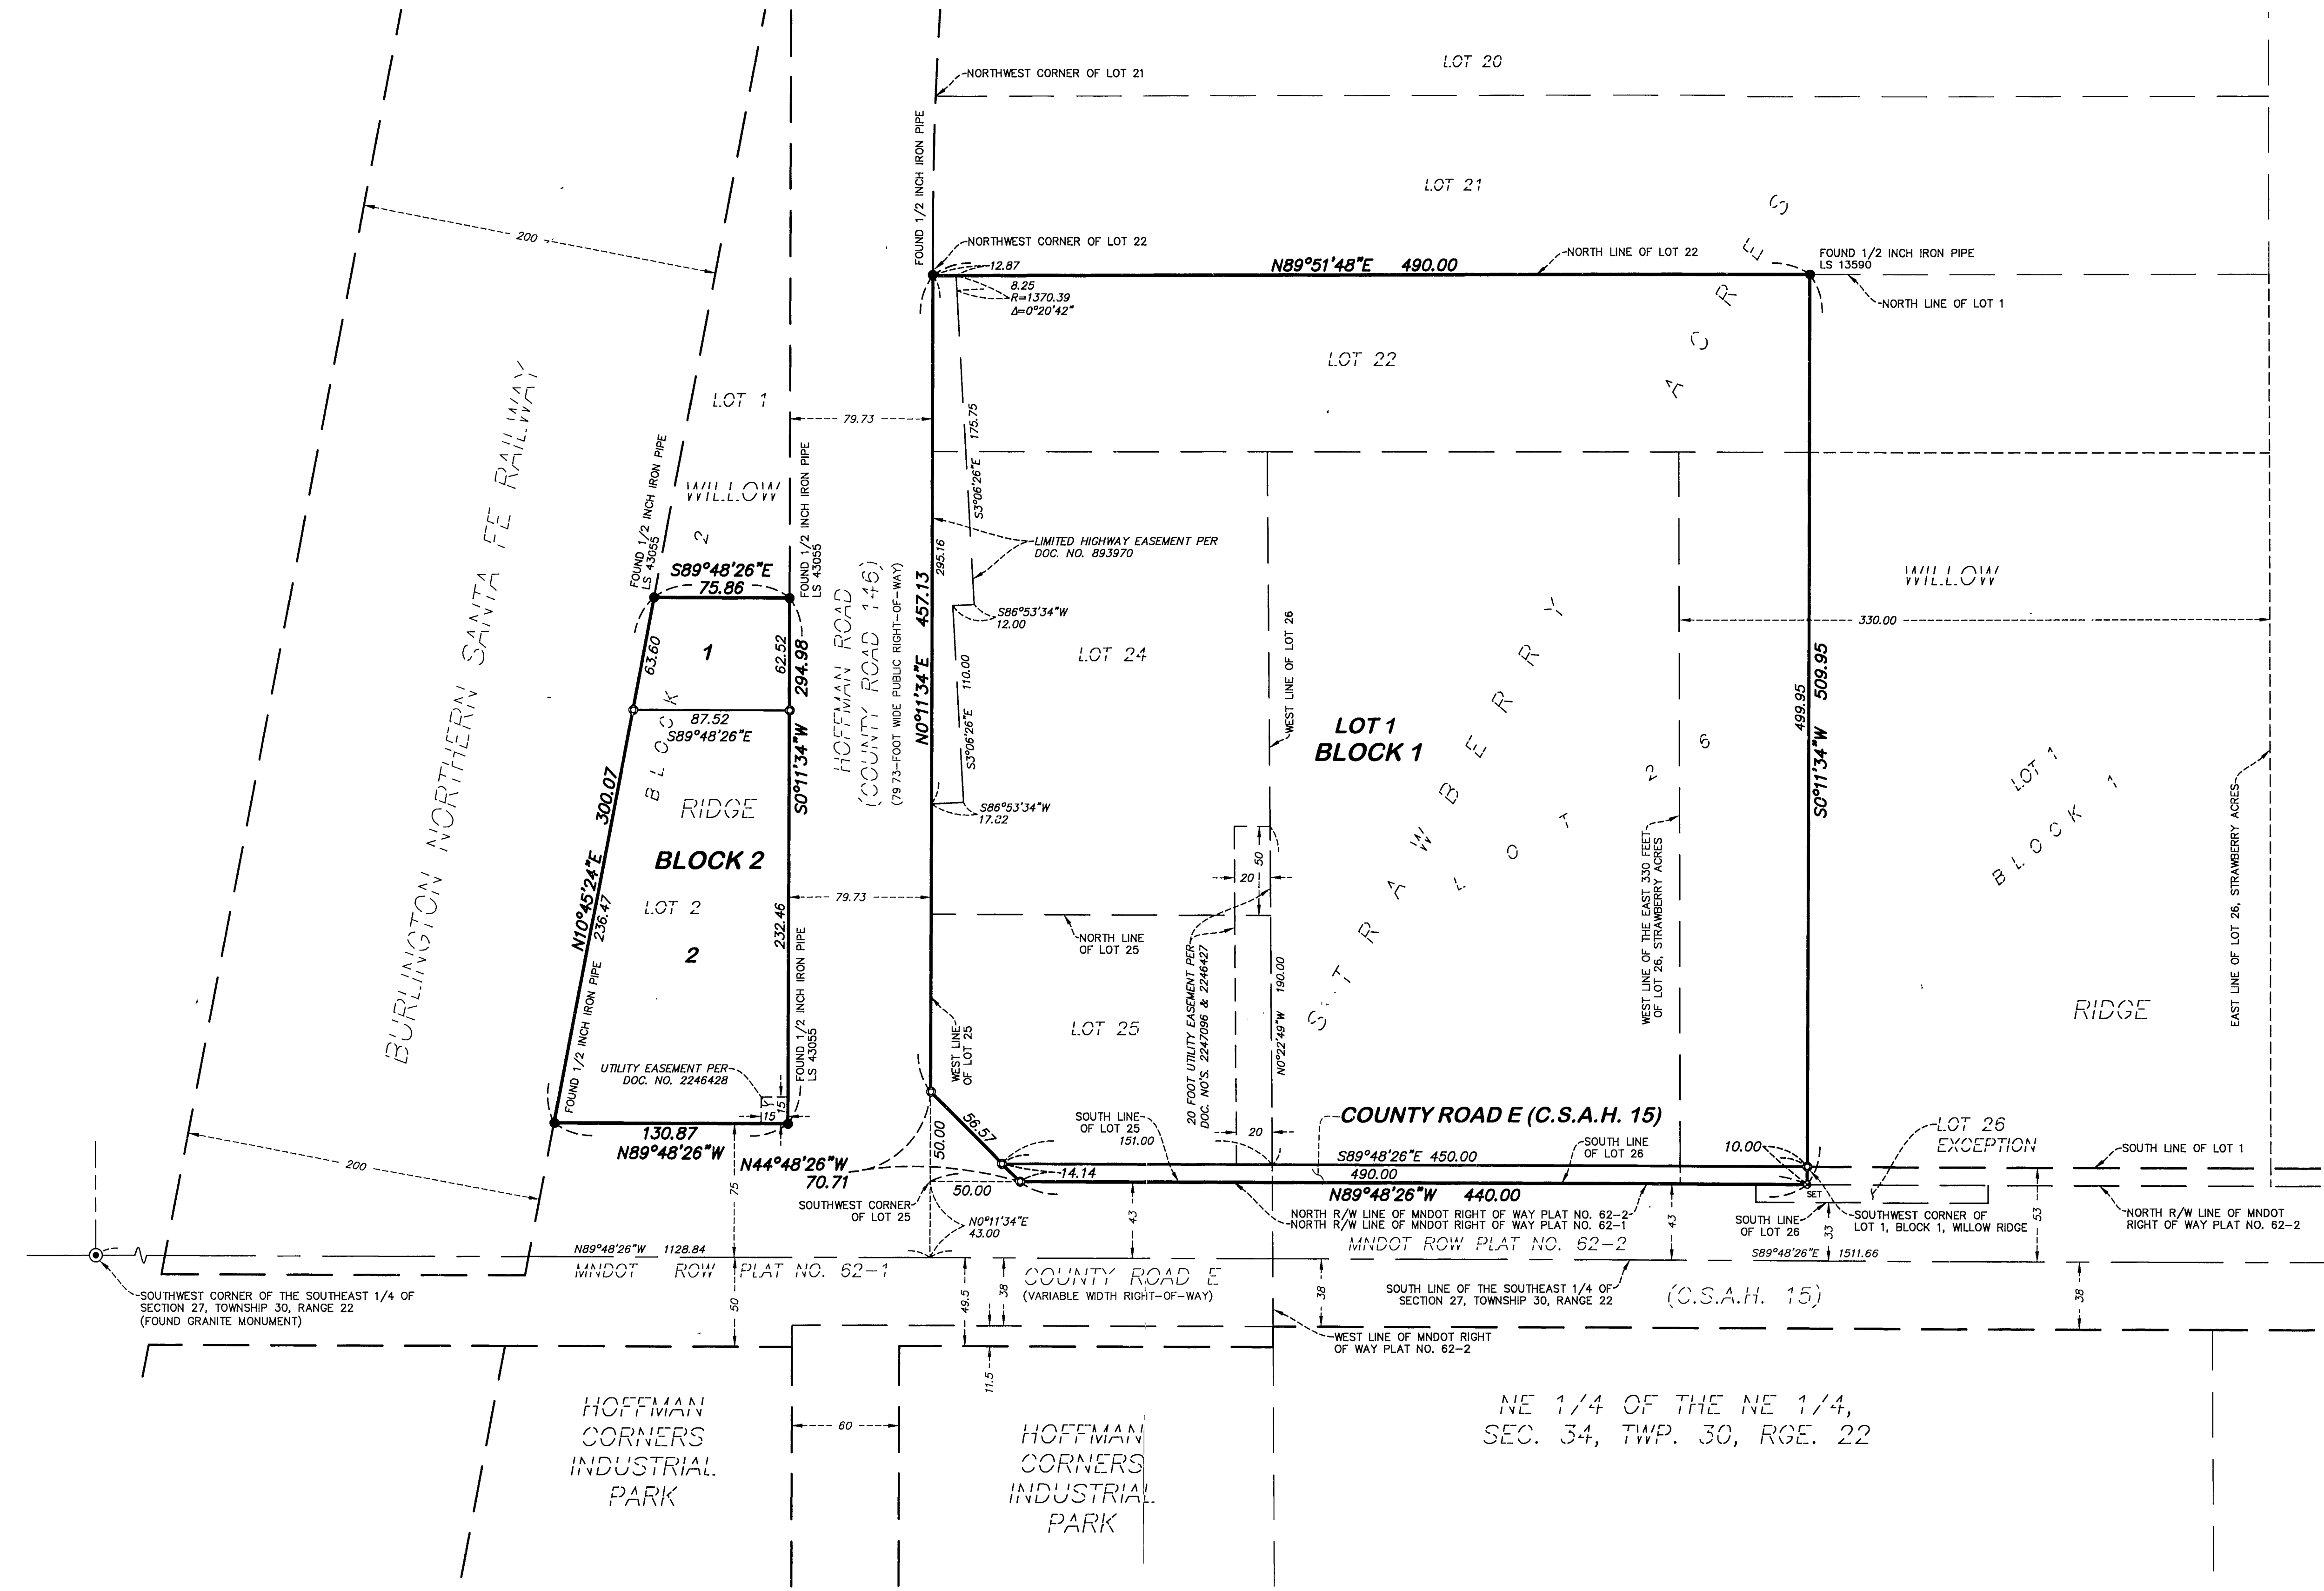 LOT 20
NORTHWEST CORNER OF LOT 21
FOUND 1/2 INCH IRON PIPE
LOT 21
200
NORTHWEST CORNER OF LOT 22
12.87
N89°51'48"E 490.00
NORTH LINE OF LOT 22
FOUND 1/2 INCH IRON PIPE
LS 13590
NORTH LINE OF LOT 1
8.25
R=1370.39
Δ=0°20'42"
LOT 22
STRAWBERRY ACRES
LOT 1
79.73
S3°06'26"E 175.75
BURLINGTON NORTHERN SANTA FE RAILWAY
WILLOW
2
FOUND 1/2 INCH IRON PIPE
LS 43055
FOUND 1/2 INCH IRON PIPE
LS 43055
S89°48'26"E
75.86
LIMITED HIGHWAY EASEMENT PER
DOC. NO. 893970
295.16
N0°11'34"E 457.13
HOFFMAN ROAD
(COUNTY ROAD 146)
(79.73-FOOT WIDE PUBLIC RIGHT-OF-WAY)
S86°53'34"W
12.00
WILLOW
330.00
63.60
1
62.52
S0°11'34"W 294.98
LOT 24
S3°06'26"E 110.00
WEST LINE OF LOT 26
LOT 1
BLOCK 1
LOT 26
499.95
S0°11'34"W 509.95
87.52
S89°48'26"E
BLOCK
LOT 1
BLOCK 1
S86°53'34"W
RIDGE
BLOCK 2
N10°45'24"E 300.07
236.47
LOT 2
2
232.46
79.73
20
50
NORTH LINE
OF LOT 25
WEST LINE OF THE EAST 330 FEET
OF LOT 26, STRAWBERRY ACRES
EAST LINE OF LOT 26, STRAWBERRY ACRES
20 FOOT UTILITY EASEMENT PER
DOC. NO'S. 2247096 & 2246427
N0°22'49"W 190.00
RIDGE
LOT 25
FOUND 1/2 INCH IRON PIPE
FOUND 1/2 INCH IRON PIPE
LS 43055
WEST LINE
OF LOT 25
UTILITY EASEMENT PER
DOC. NO. 2246428
15
15
56.57
SOUTH LINE
OF LOT 25
151.00
20
COUNTY ROAD E (C.S.A.H. 15)
SOUTH LINE
OF LOT 26
10.00
LOT 26
EXCEPTION
SOUTH LINE OF LOT 1
130.87
N89°48'26"W
N44°48'26"W
70.71
50.00
14.14
S89°48'26"E 450.00
490.00
N89°48'26"W 440.00
SET
200
75
50.00
SOUTHWEST CORNER
OF LOT 25
N0°11'34"E
43.00
43
NORTH R/W LINE OF MNDOT RIGHT OF WAY PLAT NO. 62-2
NORTH R/W LINE OF MNDOT RIGHT OF WAY PLAT NO. 62-1
43
SOUTH LINE
OF LOT 26
33
SOUTHWEST CORNER OF
LOT 1, BLOCK 1, WILLOW RIDGE
53
NORTH R/W LINE OF MNDOT
RIGHT OF WAY PLAT NO. 62-2
N89°48'26"W 1128.84
MNDOT ROW PLAT NO. 62-2
S89°48'26"E 1511.66
MNDOT ROW PLAT NO. 62-1
SOUTHWEST CORNER OF THE SOUTHEAST 1/4 OF
SECTION 27, TOWNSHIP 30, RANGE 22
(FOUND GRANITE MONUMENT)
50
49.5
38
COUNTY ROAD E
(VARIABLE WIDTH RIGHT-OF-WAY)
38
SOUTH LINE OF THE SOUTHEAST 1/4 OF
SECTION 27, TOWNSHIP 30, RANGE 22
(C.S.A.H. 15)
38
WEST LINE OF MNDOT RIGHT
OF WAY PLAT NO. 62-2
11.5
60
HOFFMAN
CORNERS
INDUSTRIAL
PARK
HOFFMAN
CORNERS
INDUSTRIAL
PARK
NE 1/4 OF THE NE 1/4,
SEC. 34, TWP. 30, RGE. 22